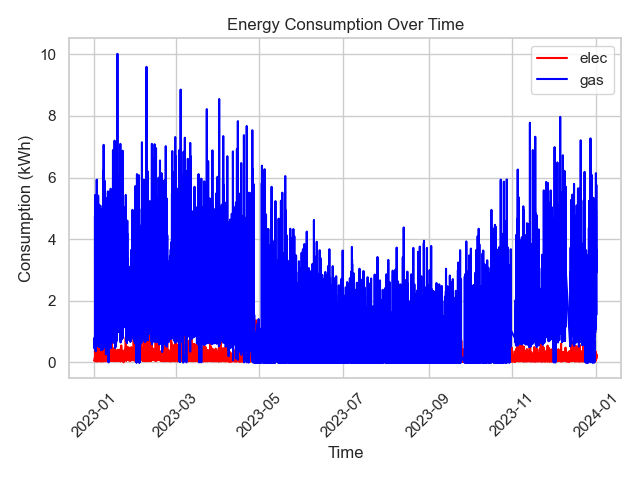 Energy Consumption Over Time
elec
gas
Consumption (kWh)
10
8
6
4
2
0
2023-01
2023-03
2023-05
2023-07
2023-09
2023-11
2024-01
Time